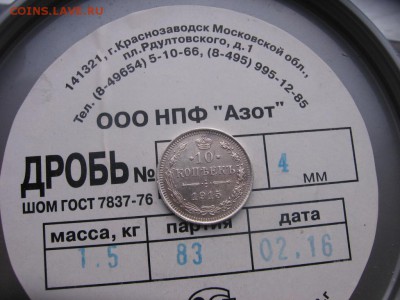 COINS.LAVE.RU
141321, г.Краснозаводск Московской обл.,
пл.Рдултовского, д.1
Тел. (8-49654) 5-10-66, (8-495) 995-12-85
ООО НПФ "Азот"
ДРОБЬ № 4 мм
ШОМ ГОСТ 7837-76
10
КОПѢЕКЪ
1915
масса, кг партия дата
1.5 83 02.16